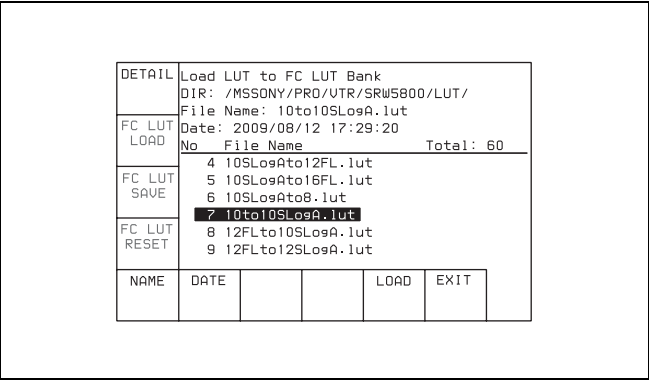 DETAIL
Load LUT to FC LUT Bank
DIR: /MSSONY/PRO/VTR/SRW5800/LUT/
File Name: 10to10SLogA.lut
FC LUT
LOAD
Date: 2009/08/12 17:29:20
No File Name Total: 60
4 10SLogAto12FL.lut
FC LUT
SAVE
5 10SLogAto16FL.lut
6 10SLogAto8.lut
7 10to10SLogA.lut
FC LUT
RESET
8 12FLto10SLogA.lut
9 12FLto12SLogA.lut
NAME DATE LOAD EXIT